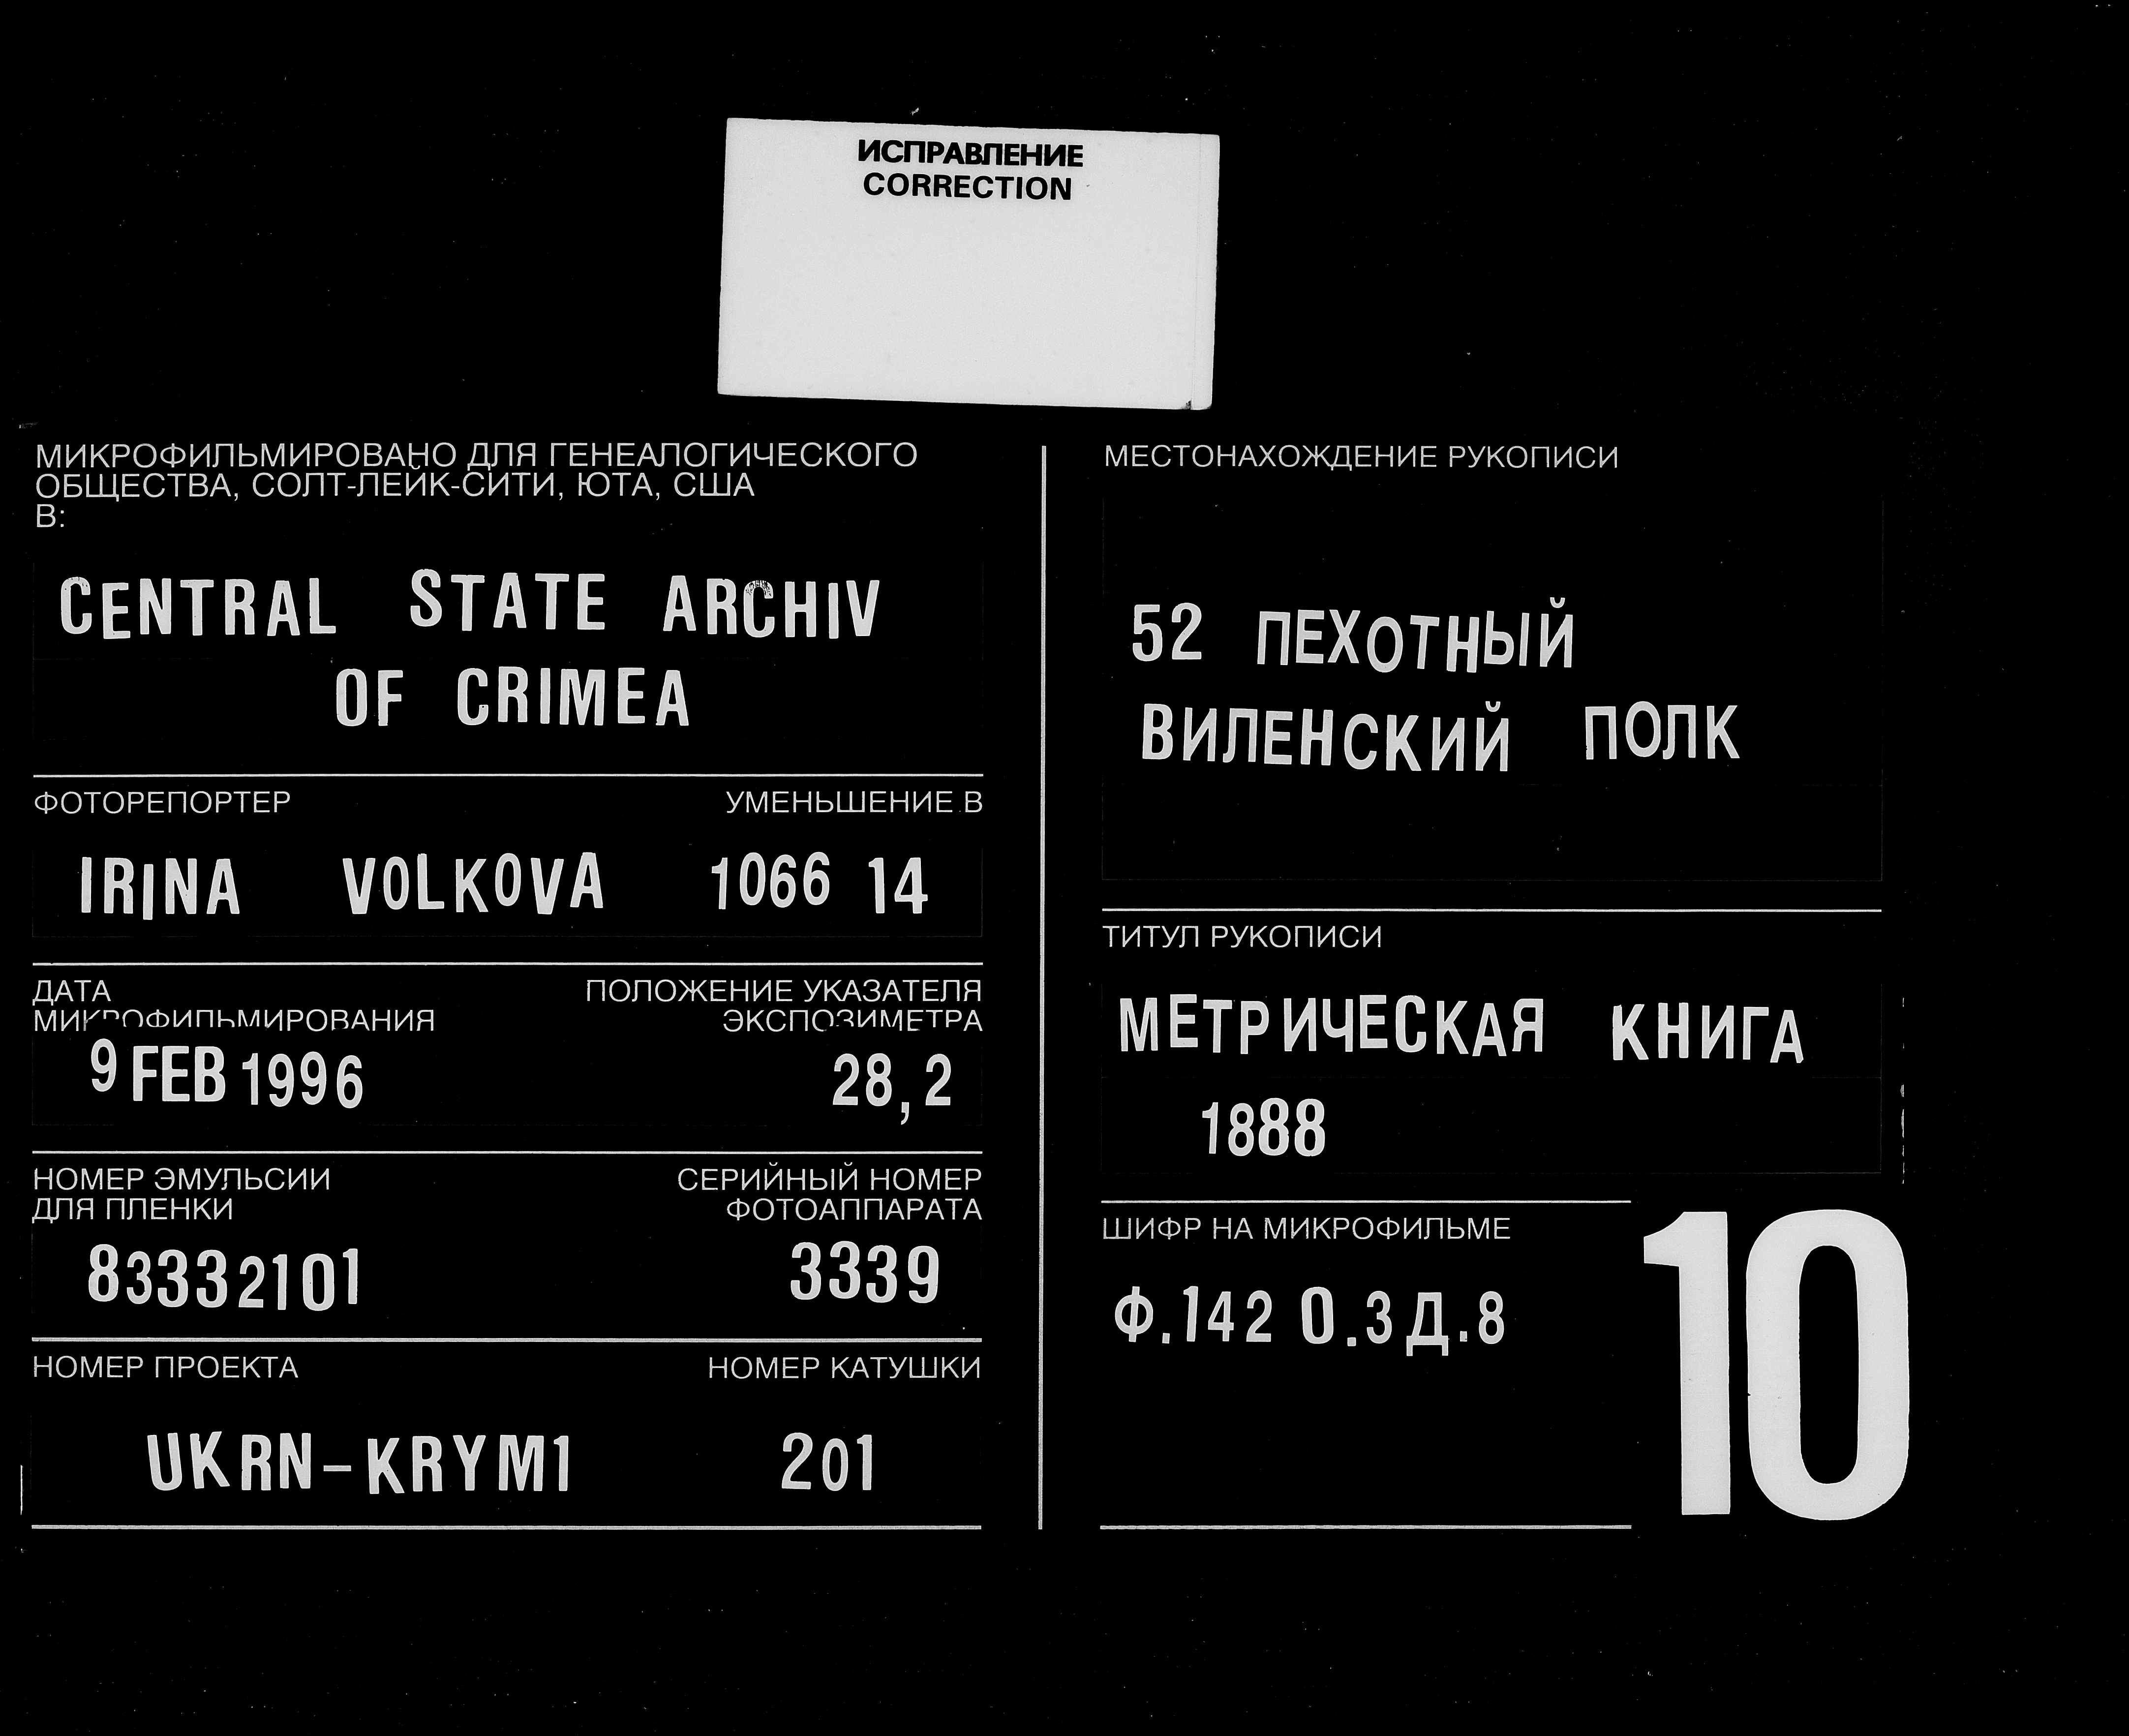 ИСПРАВЛЕНИЕ
CORRECTION
МИКРОФИЛЬМИРОВАНО ДЛЯ ГЕНЕАЛОГИЧЕСКОГО
ОБЩЕСТВА, СОЛТ-ЛЕЙК-СИТИ, ЮТА, США
В:
CENTRAL STATE ARCHIV
OF CRIMEA
ФОТОРЕПОРТЕР УМЕНЬШЕНИЕ В
IRINA VOLKOVA 1066 14
ДАТА ПОЛОЖЕНИЕ УКАЗАТЕЛЯ
МИКРОФИЛЬМИРОВАНИЯ ЭКСПОЗИМЕТРА
9 FEB 1996 28,2
НОМЕР ЭМУЛЬСИИ СЕРИЙНЫЙ НОМЕР
ДЛЯ ПЛЕНКИ ФОТОАППАРАТА
83332101 3339
НОМЕР ПРОЕКТА НОМЕР КАТУШКИ
UKRN-KRYM1 201
МЕСТОНАХОЖДЕНИЕ РУКОПИСИ
52 ПЕХОТНЫЙ
ВИЛЕНСКИЙ ПОЛК
ТИТУЛ РУКОПИСИ
МЕТРИЧЕСКАЯ КНИГА
1888
ШИФР НА МИКРОФИЛЬМЕ
Ф.142 О.3 Д.8
10